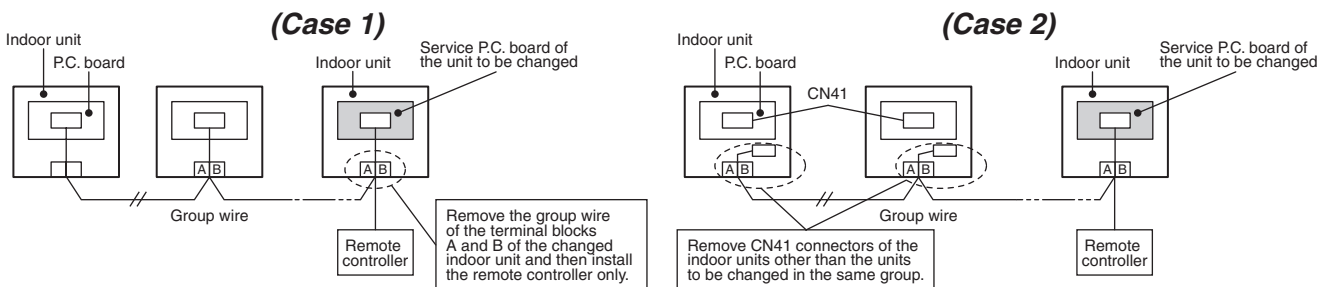 (Case 1)
Indoor unit
P.C. board
Indoor unit
Service P.C. board of
the unit to be changed
A B
A B
Group wire
Remote
controller
Remove the group wire
of the terminal blocks
A and B of the changed
indoor unit and then install
the remote controller only.
(Case 2)
Indoor unit
P.C. board
CN41
Indoor unit
Service P.C. board of
the unit to be changed
A B
A B
A B
Group wire
Remove CN41 connectors of the
indoor units other than the units
to be changed in the same group.
Remote
controller